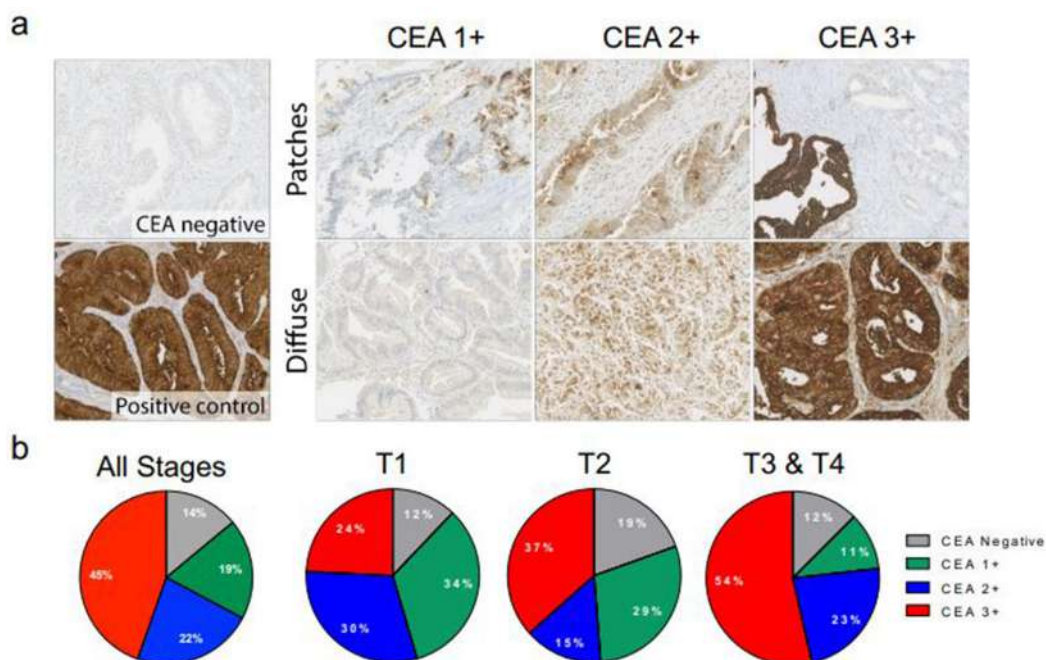 a
CEA 1+ CEA 2+ CEA 3+
CEA negative
Patches
Positive control
Diffuse
b
All Stages T1 T2 T3 & T4
14%
19%
22%
45%
12%
34%
30%
24%
19%
29%
15%
37%
12%
11%
23%
54%
CEA Negative
CEA 1+
CEA 2+
CEA 3+